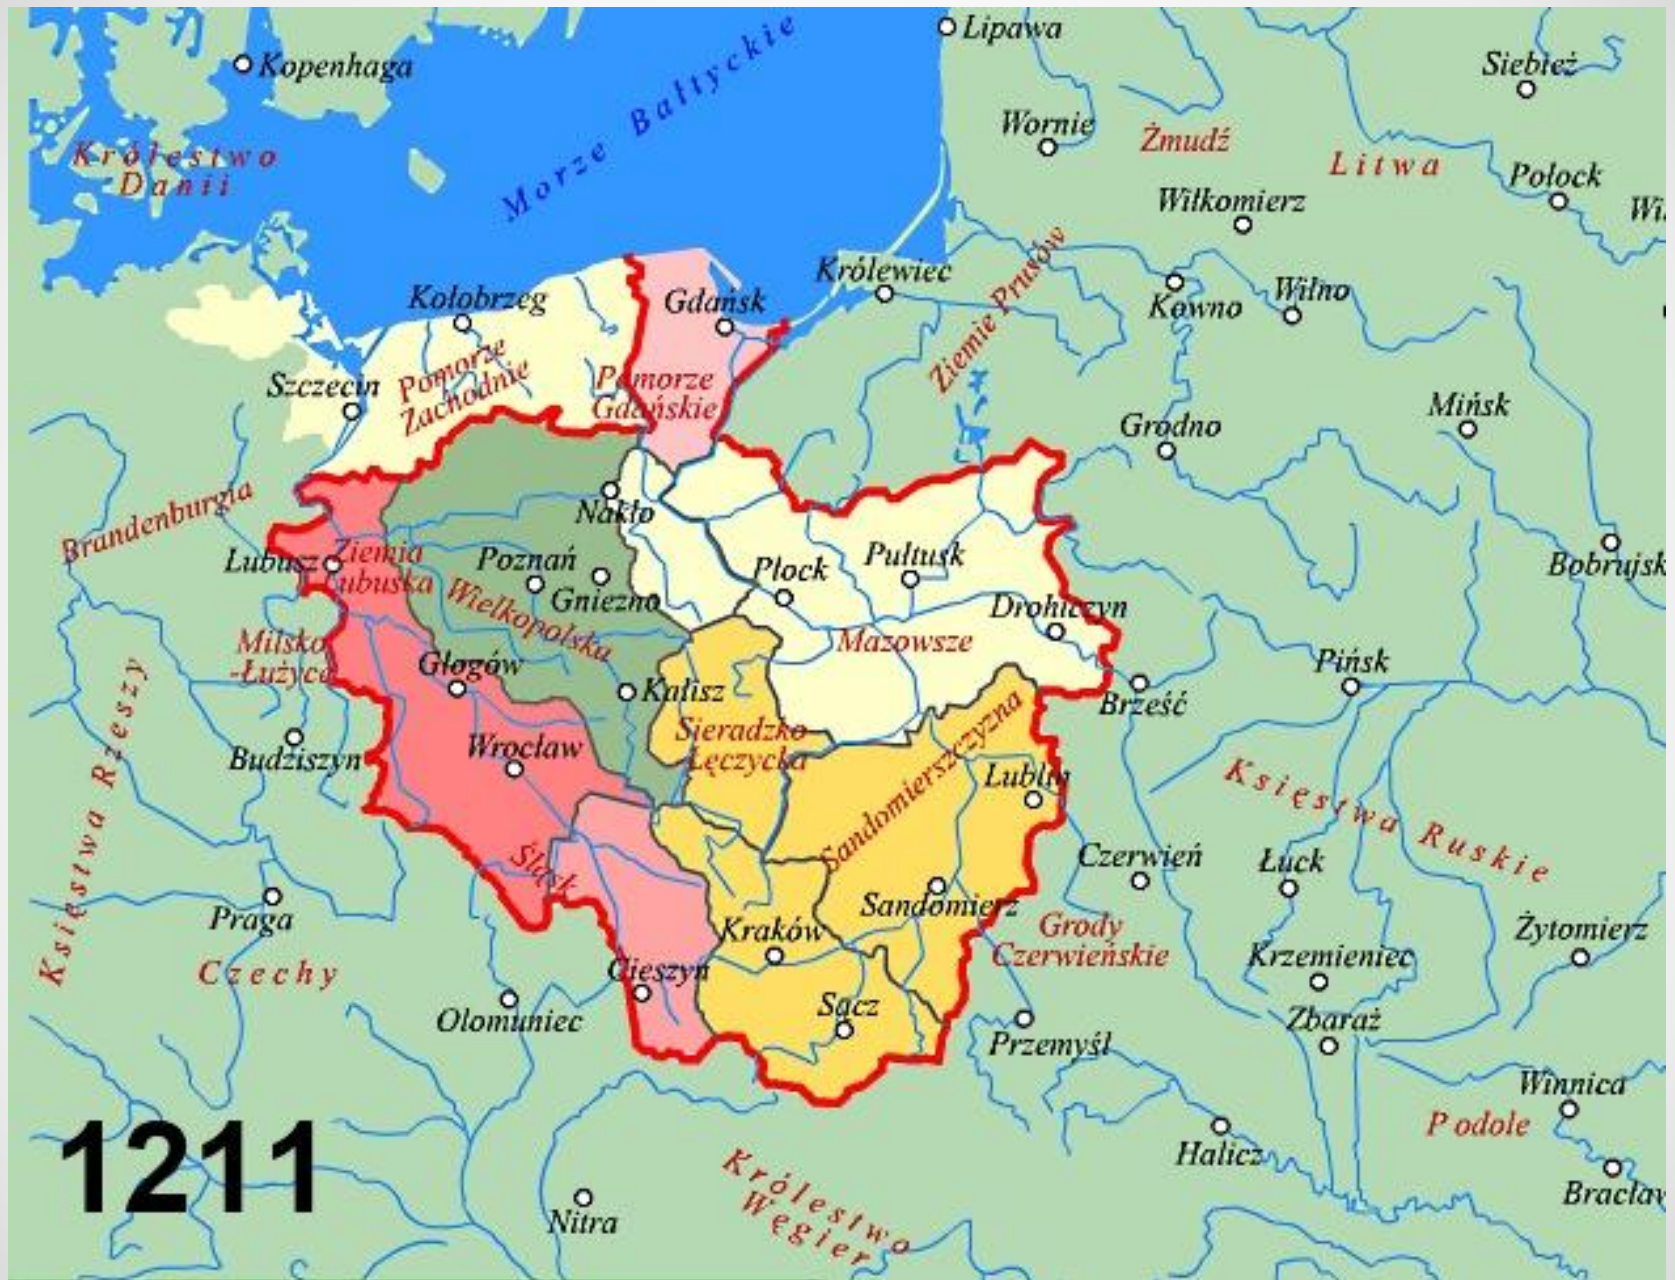 Lipawa
Kopenhaga
Morze Bałtyckie
Siebież
Wornie
Żmudź
Litwa
Królestwo
Danii
Połock
Wiłkomierz
Królewiec
Ziemie Prusów
Kowno
Wilno
Kołobrzeg
Gdańsk
Szczecin
Pomorze
Zachodnie
Pomorze
Gdańskie
Mińsk
Grodno
Brandenburgia
Nakło
Lubusz
Ziemia
Lubuska
Poznań
Gniezno
Wielkopolska
Płock
Pułtusk
Drohiczyn
Mazowsze
Bobrujsk
Milsko
-Łużyce
Głogów
Kalisz
Pińsk
Brześć
Księstwa Rzeszy
Budziszyn
Wrocław
Sieradzko
Łęczycka
Sandomierszczyzna
Lublin
Księstwa Ruskie
Śląsk
Czerwień
Łuck
Praga
Sandomierz
Kraków
Grody
Czerwieńskie
Żytomierz
Krzemieniec
Czechy
Cieszyn
Sącz
Ołomuniec
Przemyśl
Zbaraż
Winnica
Podole
1211
Halicz
Bracław
Królestwo
Węgier
Nitra